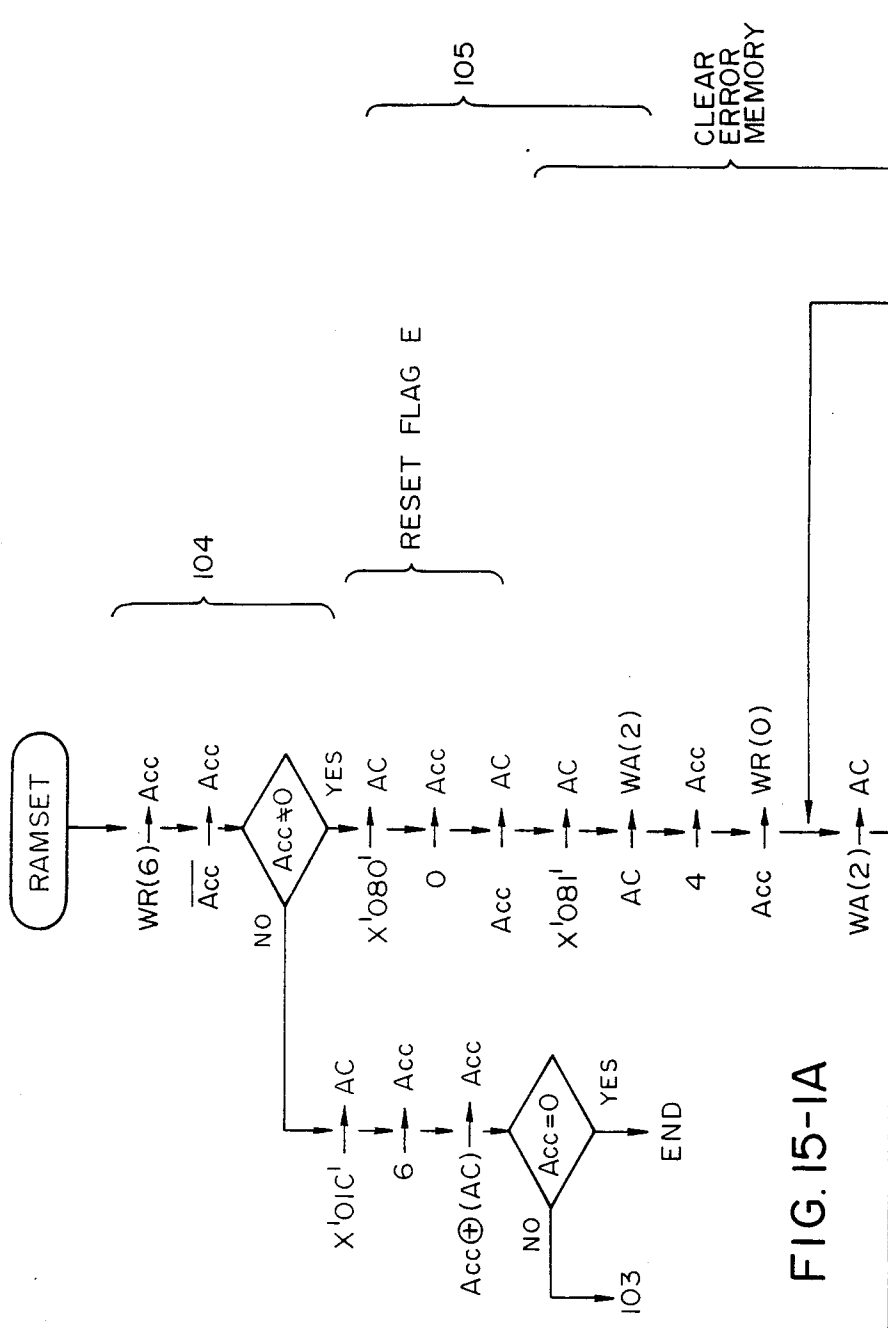 RAMSET
WR(6)→Acc
A̅c̅c̅→Acc
104
Acc≠0
NO
YES
X'080'→AC
0→Acc
Acc→AC
RESET FLAG E
X'081'→AC
AC→WA(2)
4→Acc
Acc→WR(0)
WA(2)→AC
105
CLEAR
ERROR
MEMORY
X'01C'→AC
6→Acc
Acc⊕(AC)→Acc
Acc=0
NO
YES
103
END
FIG. 15-1A